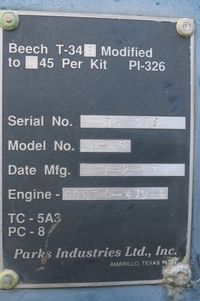 Beech T-34 Modified
to 45 Per Kit PI-326
Serial No.
Model No.
Date Mfg.
Engine -
TC - 5A3
PC - 8
Parks Industries Ltd., Inc.
AMARILLO, TEXAS